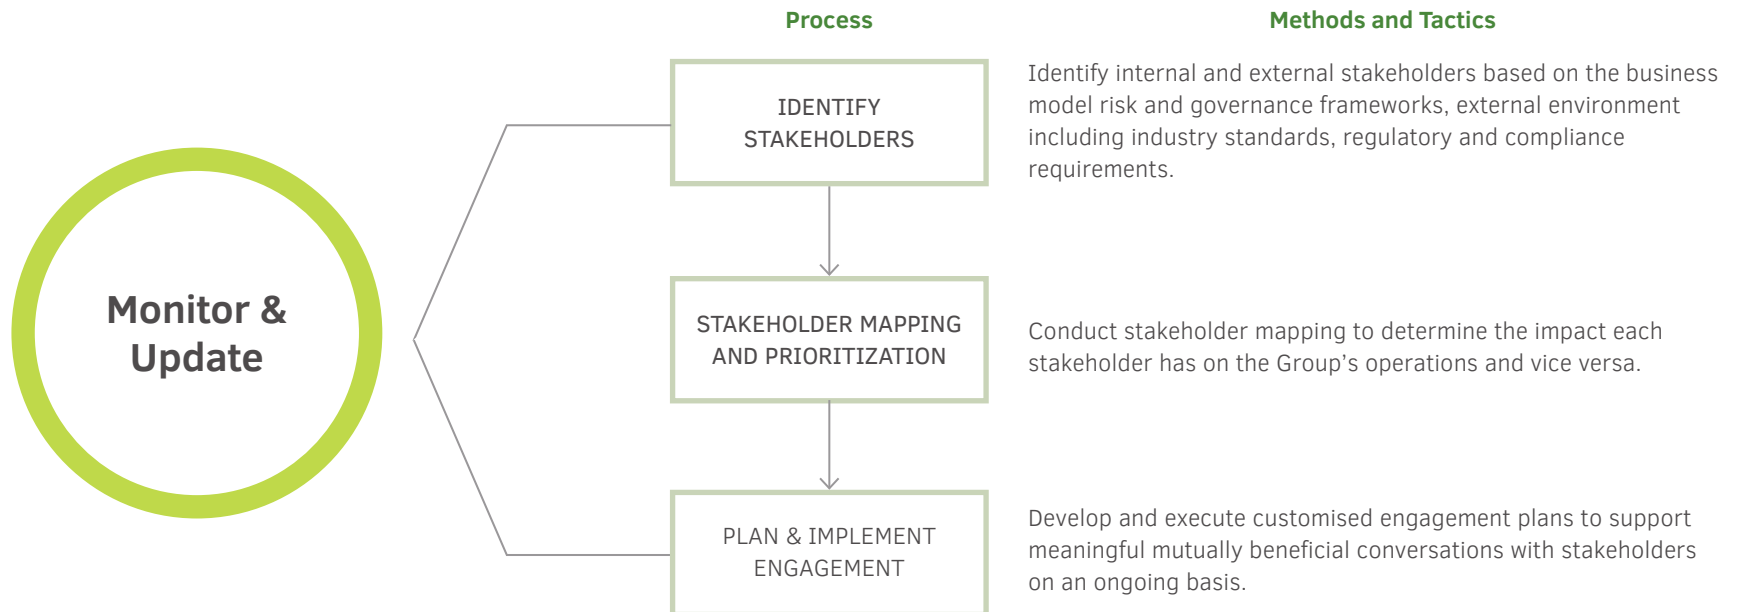 Process
Methods and Tactics
IDENTIFY
STAKEHOLDERS
Identify internal and external stakeholders based on the business
model risk and governance frameworks, external environment
including industry standards, regulatory and compliance
requirements.
Monitor &
Update
STAKEHOLDER MAPPING
AND PRIORITIZATION
Conduct stakeholder mapping to determine the impact each
stakeholder has on the Group’s operations and vice versa.
PLAN & IMPLEMENT
ENGAGEMENT
Develop and execute customised engagement plans to support
meaningful mutually beneficial conversations with stakeholders
on an ongoing basis.